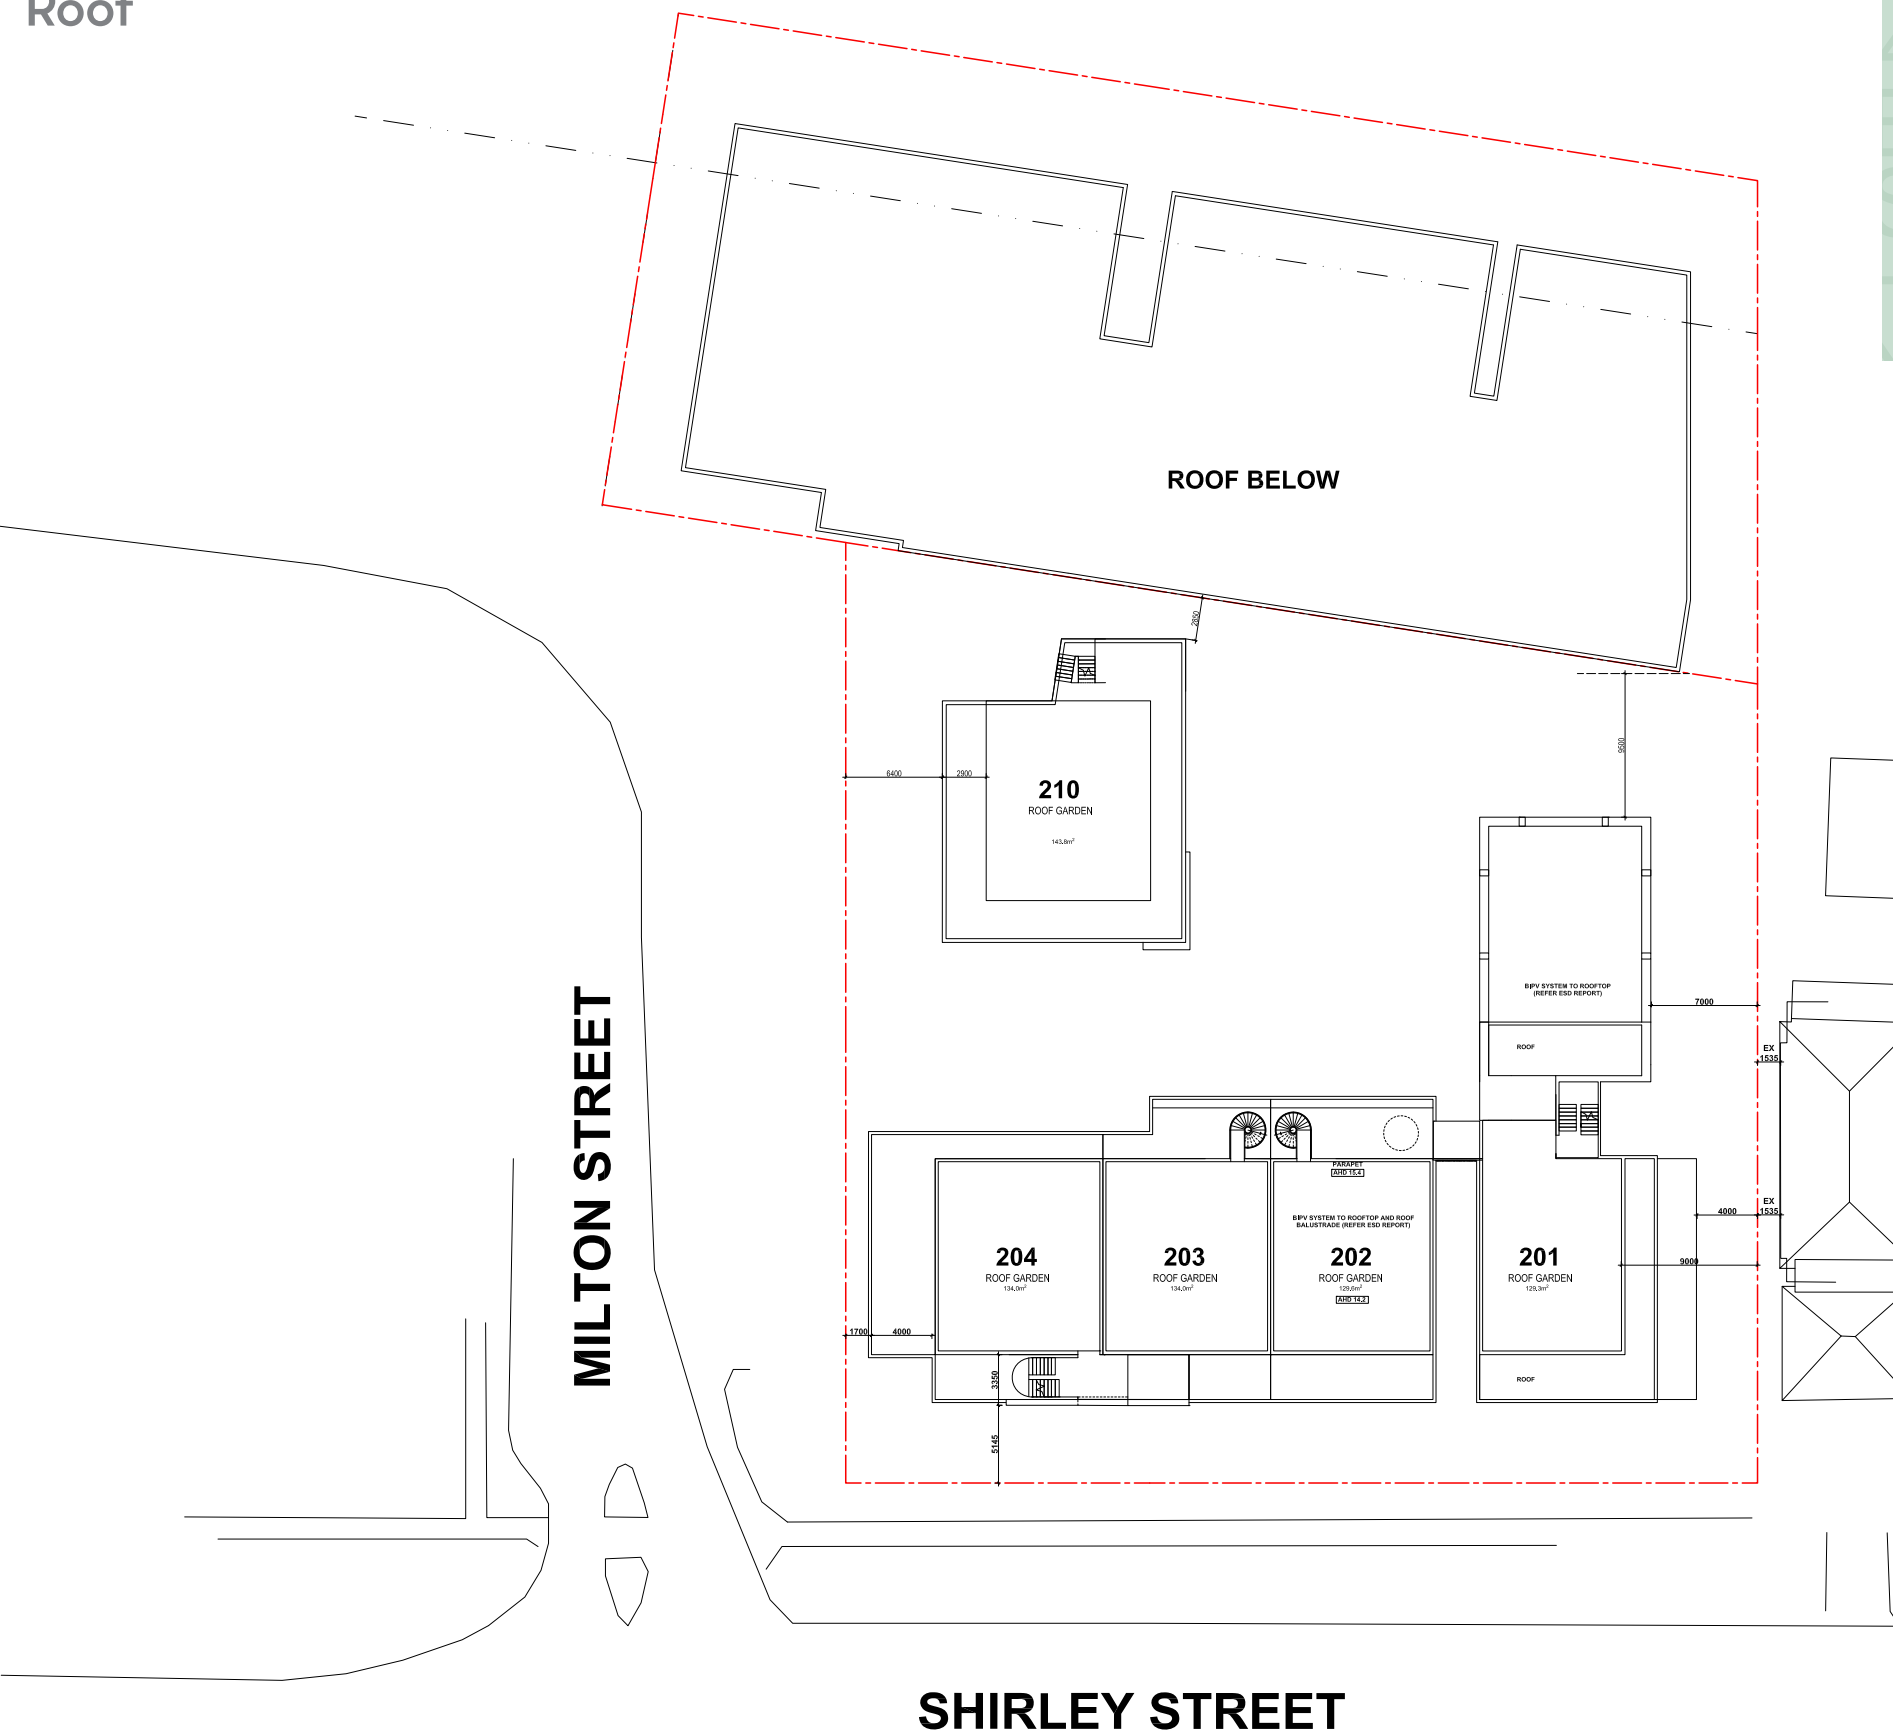 Roof
ROOF BELOW
2850
9500
6400
2900
210
ROOF GARDEN
143.8m²
BIPV SYSTEM TO ROOFTOP
(REFER ESD REPORT)
7000
ROOF
EX
1535
MILTON STREET
PARAPET
AHD 15.4
BIPV SYSTEM TO ROOFTOP AND ROOF
BALUSTRADE (REFER ESD REPORT)
EX
4000
1535
204
ROOF GARDEN
134.0m²
203
ROOF GARDEN
134.0m²
202
ROOF GARDEN
129.6m²
AHD 14.2
201
ROOF GARDEN
129.3m²
9000
1700
4000
3350
ROOF
5145
SHIRLEY STREET